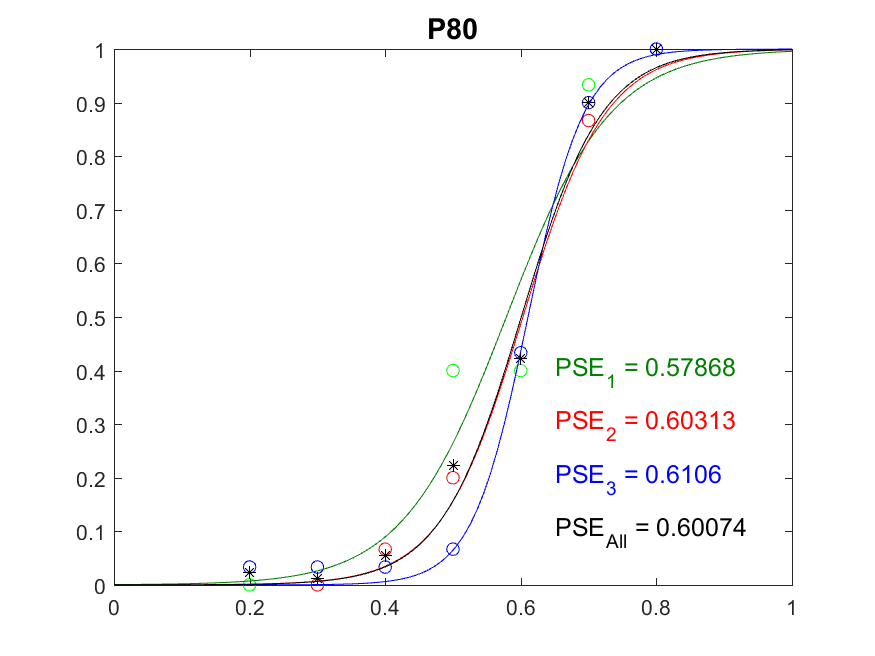 P80
1
0.9
0.8
0.7
0.6
0.5
0.4
0.3
0.2
0.1
0
PSE1 = 0.57868
PSE2 = 0.60313
PSE3 = 0.6106
PSEAll = 0.60074
0 0.2 0.4 0.6 0.8 1